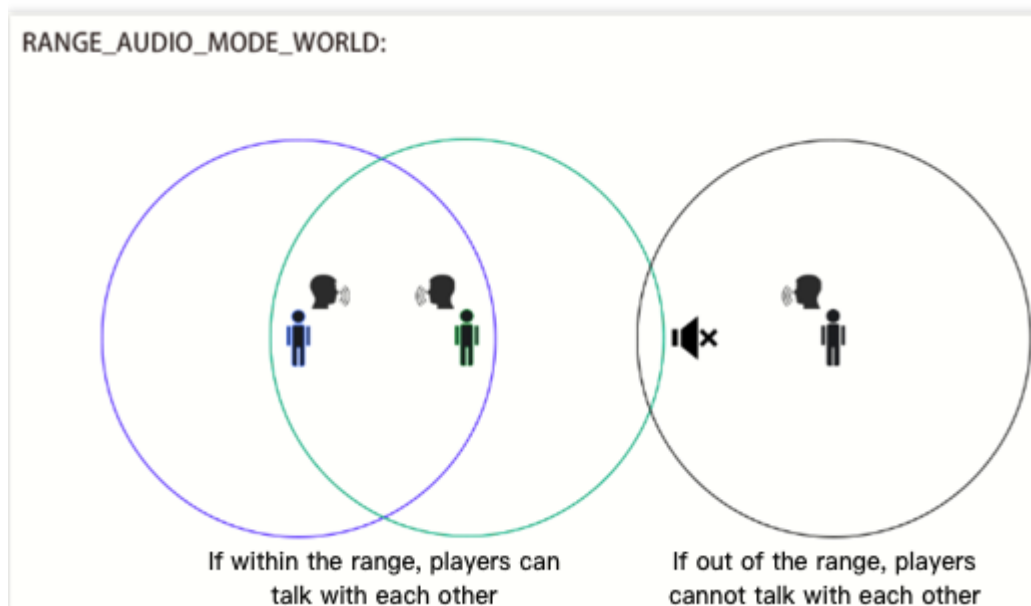 RANGE_AUDIO_MODE_WORLD:
If within the range, players can
talk with each other
If out of the range, players
cannot talk with each other